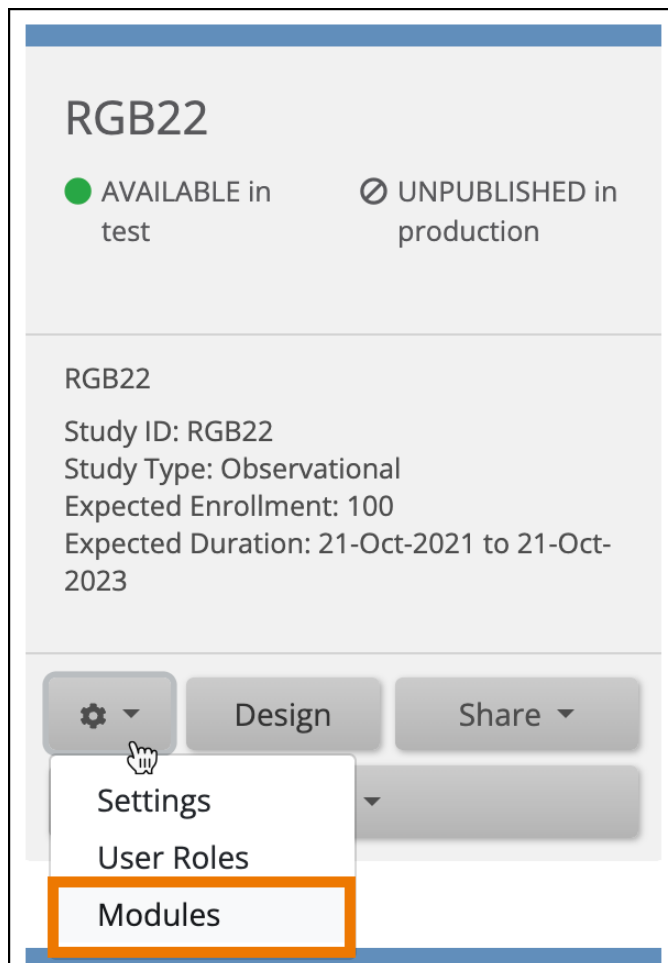 RGB22
AVAILABLE in
test
UNPUBLISHED in
production
RGB22
Study ID: RGB22
Study Type: Observational
Expected Enrollment: 100
Expected Duration: 21-Oct-2021 to 21-Oct-
2023
Design
Share
Settings
User Roles
Modules